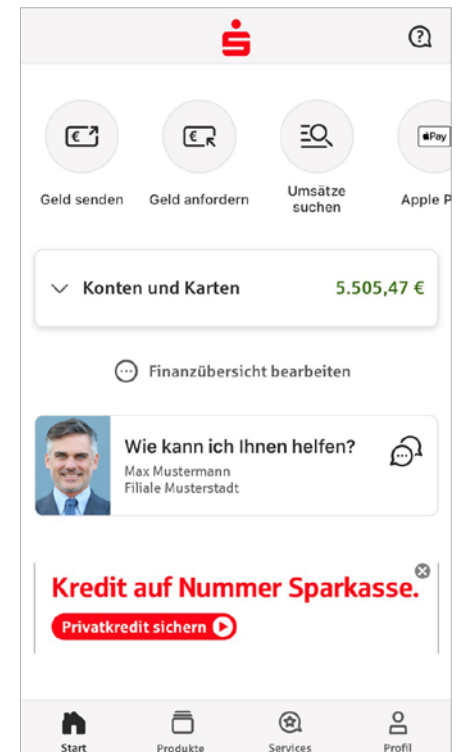 Pay
Geld senden
Geld anfordern
Umsätze
suchen
Apple P
Konten und Karten
5.505,47 €
Finanzübersicht bearbeiten
Wie kann ich Ihnen helfen?
Max Mustermann
Filiale Musterstadt
Kredit auf Nummer Sparkasse.
Privatkredit sichern
Start
Produkte
Services
Profil